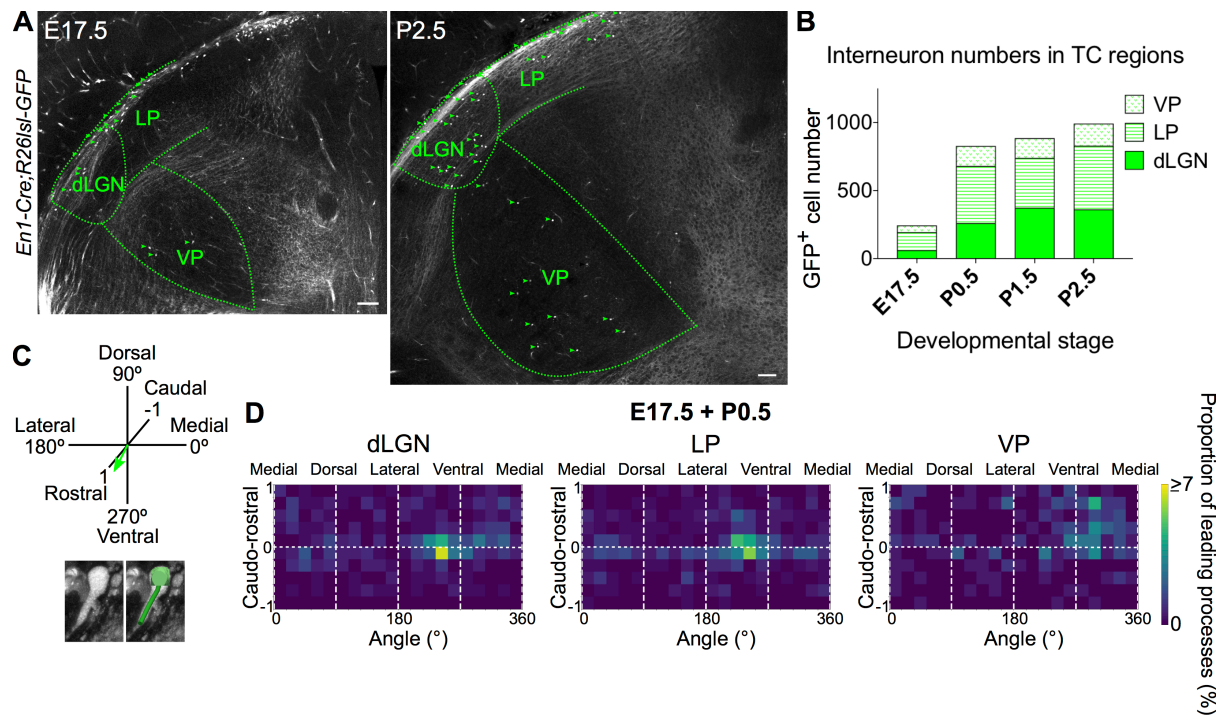 A
E17.5
P2.5
En1-Cre;R26lsl-GFP
LP
dLGN
VP
LP
dLGN
VP
B
Interneuron numbers in TC regions
GFP+ cell number
1000
500
0
VP
LP
dLGN
E17.5
P0.5
P1.5
P2.5
Developmental stage
C
Dorsal
90º
Caudal
-1
Lateral
180º
Medial
0º
1
Rostral
270º
Ventral
D
E17.5 + P0.5
dLGN
LP
VP
Medial Dorsal Lateral Ventral Medial
Medial Dorsal Lateral Ventral Medial
Medial Dorsal Lateral Ventral Medial
Caudo-rostral
1
0
-1
0 180 360
Angle (°)
Caudo-rostral
1
0
-1
0 180 360
Angle (°)
Caudo-rostral
1
0
-1
0 180 360
Angle (°)
≥7
0
Proportion of leading processes (%)